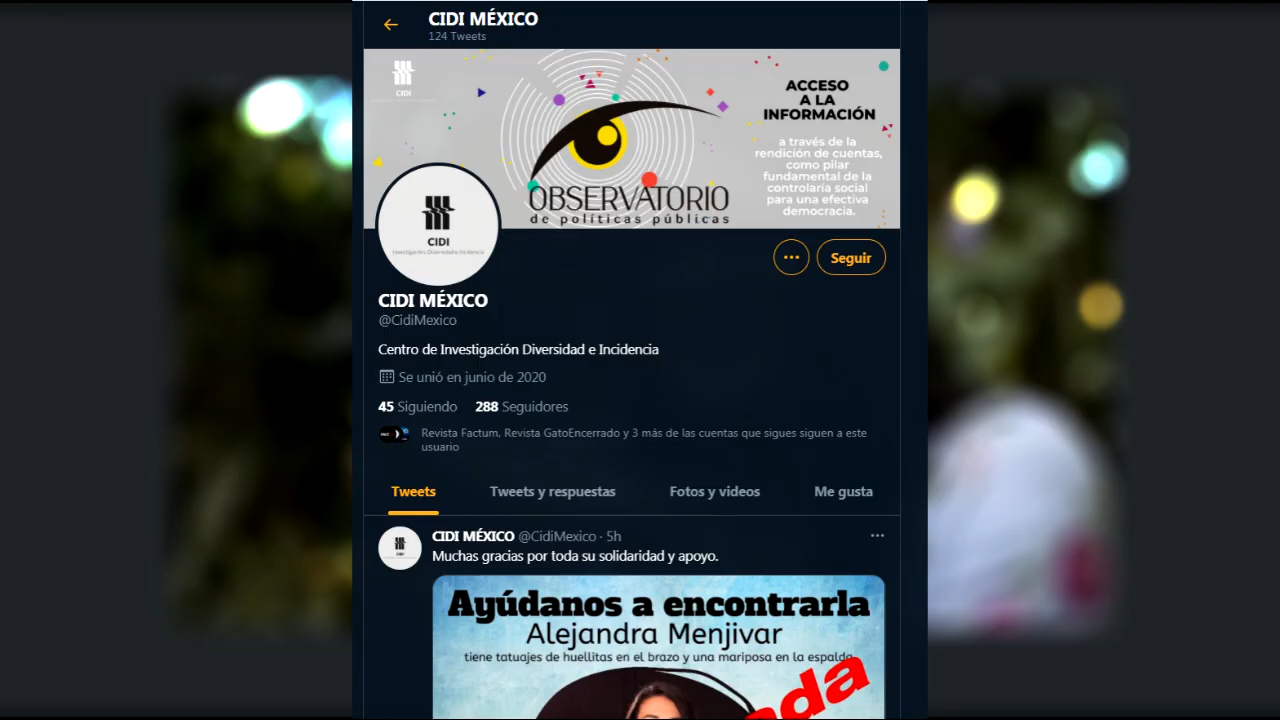 CIDI MÉXICO
124 Tweets
CIDI
ACCESO
A LA
INFORMACIÓN
a través de la
rendición de cuentas,
como pilar
fundamental de la
controlaría social
para una efectiva
democracia.
OBSERVATORIO
de políticas públicas
CIDI
Investigación Diversidad e Incidencia
Seguir
CIDI MÉXICO
@CidiMexico
Centro de Investigación Diversidad e Incidencia
Se unió en junio de 2020
45 Siguiendo 288 Seguidores
Revista Factum, Revista GatoEncerrado y 3 más de las cuentas que sigues siguen a este
usuario
Tweets Tweets y respuestas Fotos y videos Me gusta
CIDI MÉXICO @CidiMexico · 5h
Muchas gracias por toda su solidaridad y apoyo.
Ayúdanos a encontrarla
Alejandra Menjivar
tiene tatuajes de huellitas en el brazo y una mariposa en la espalda